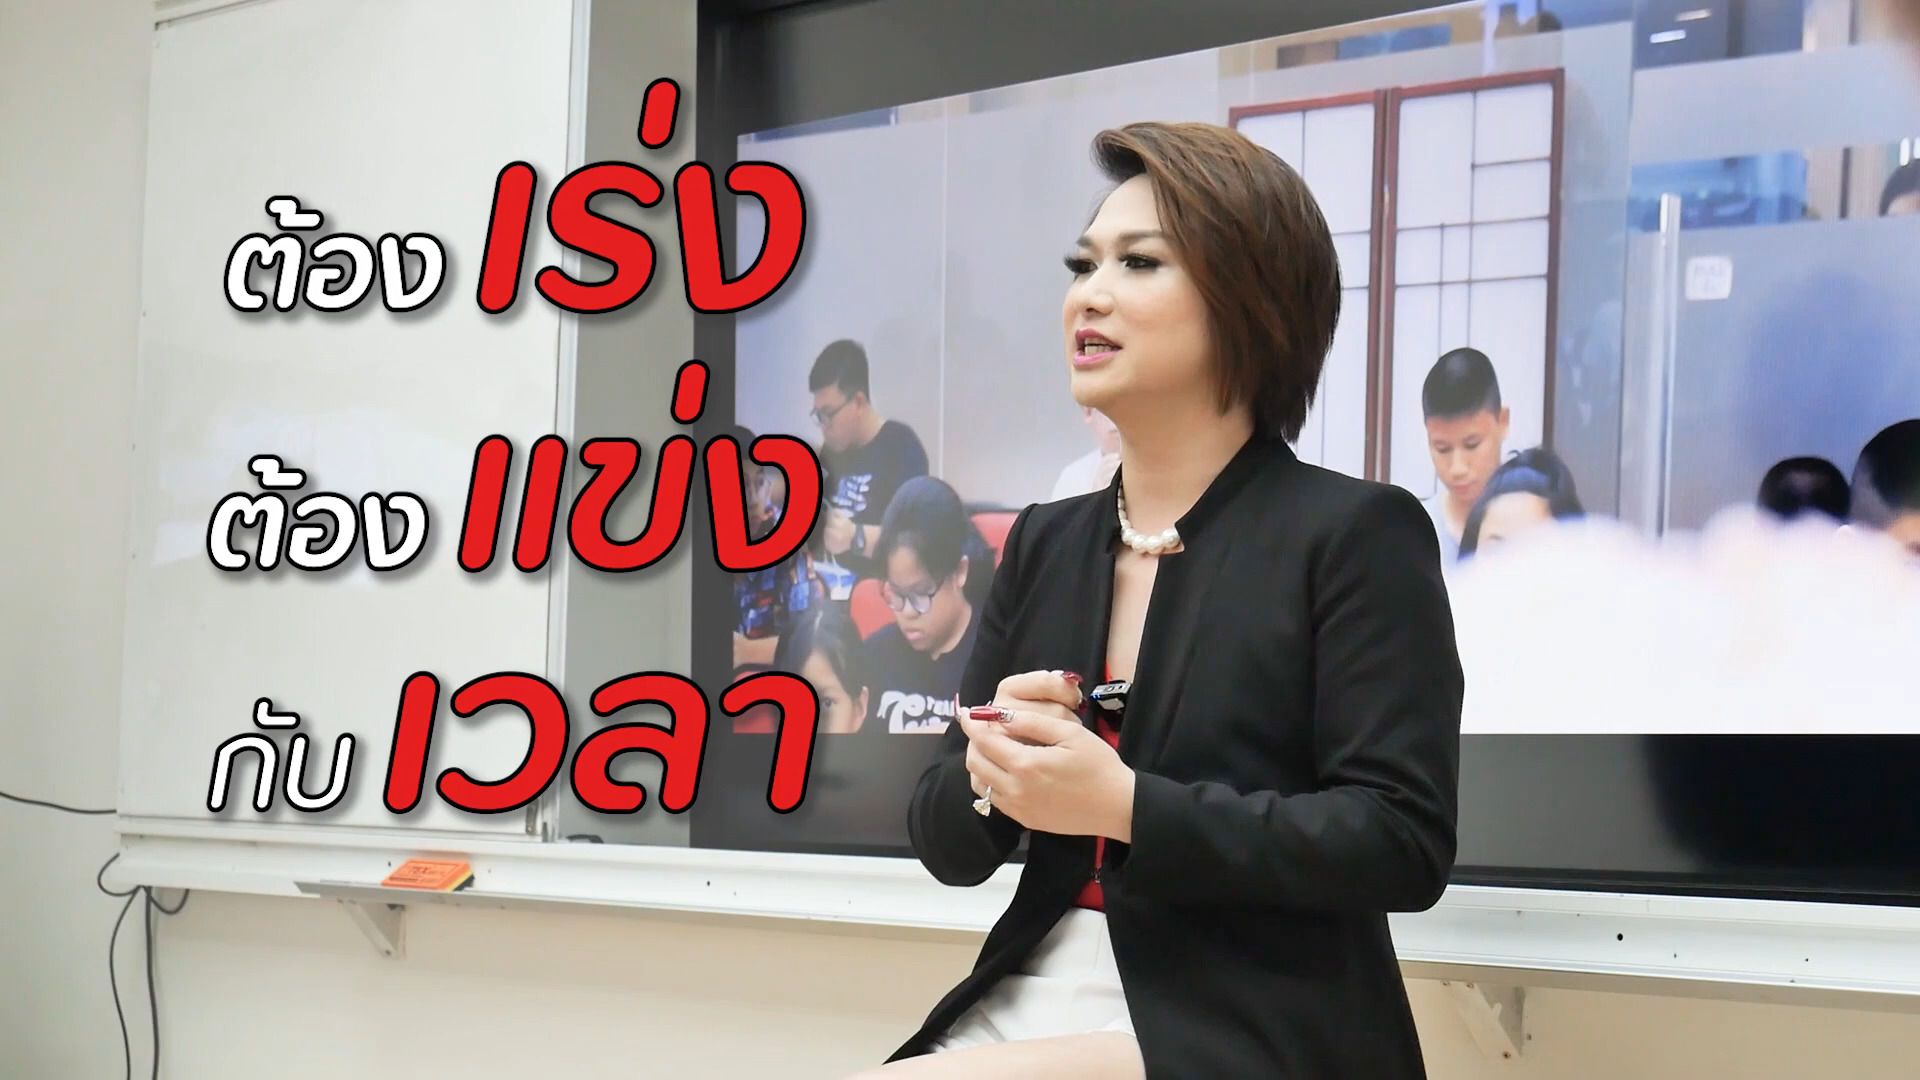 ต้อง เร่ง
ต้อง แข่ง
กับ เวลา